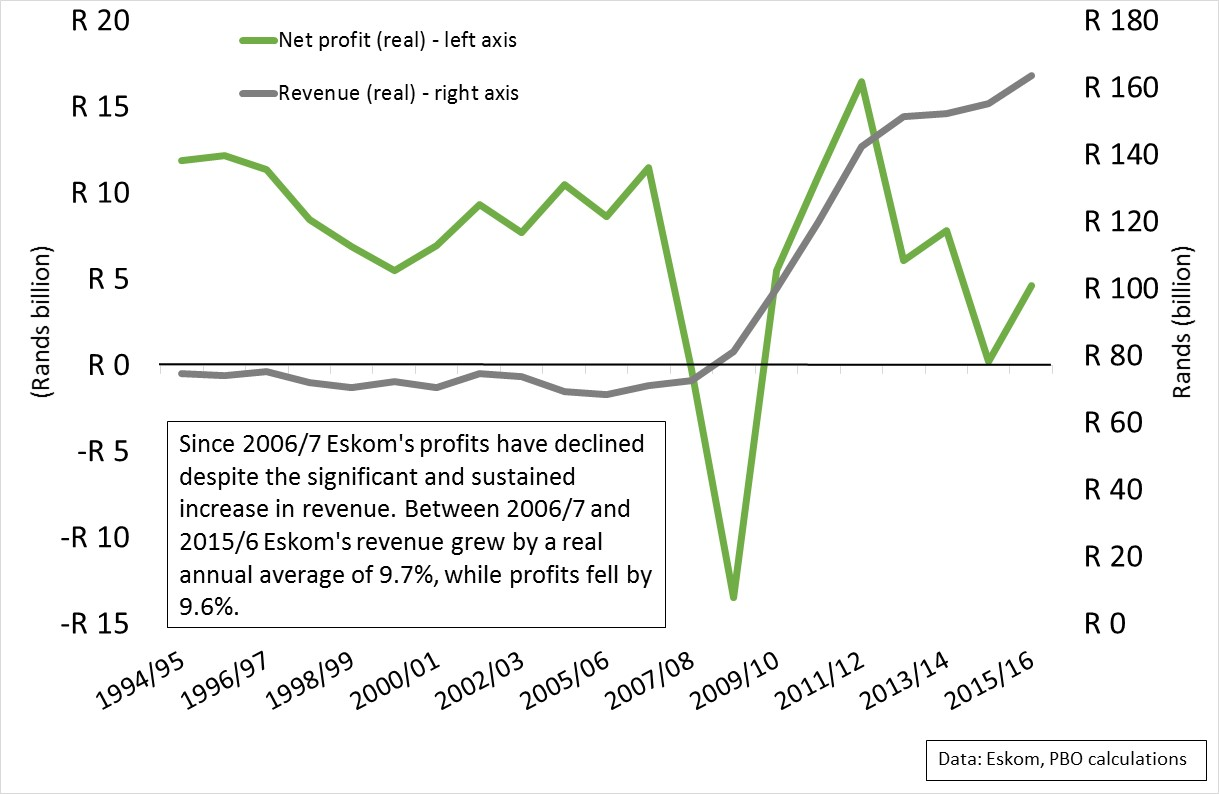 R 20
R 15
R 10
R 5
R 0
-R 5
-R 10
-R 15
(Rands billion)
Net profit (real) - left axis
Revenue (real) - right axis
R 180
R 160
R 140
R 120
R 100
R 80
R 60
R 40
R 20
R 0
Rands (billion)
Since 2006/7 Eskom's profits have declined
despite the significant and sustained
increase in revenue. Between 2006/7 and
2015/6 Eskom's revenue grew by a real
annual average of 9.7%, while profits fell by
9.6%.
1994/95
1996/97
1998/99
2000/01
2002/03
2005/06
2007/08
2009/10
2011/12
2013/14
2015/16
Data: Eskom, PBO calculations